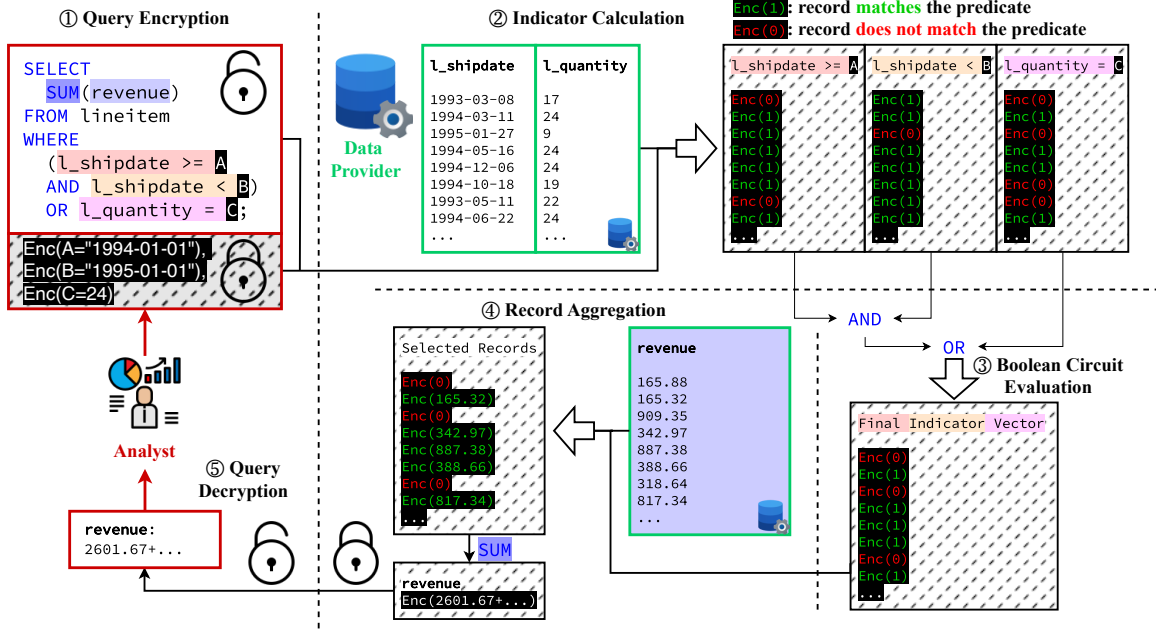 ① Query Encryption
SELECT
SUM(revenue)
FROM lineitem
WHERE
(l_shipdate >= A
AND l_shipdate < B)
OR l_quantity = C;
Enc(A="1994-01-01"),
Enc(B="1995-01-01"),
Enc(C=24)
Analyst
② Indicator Calculation
Data
Provider
l_shipdate l_quantity
1993-03-08 17
1994-03-11 24
1995-01-27 9
1994-05-16 24
1994-12-06 24
1994-10-18 19
1993-05-11 22
1994-06-22 24
... ...
Enc(1): record matches the predicate
Enc(0): record does not match the predicate
l_shipdate >= A l_shipdate < B l_quantity = C
Enc(0) Enc(1) Enc(0)
Enc(1) Enc(1) Enc(1)
Enc(1) Enc(0) Enc(0)
Enc(1) Enc(1) Enc(1)
Enc(1) Enc(1) Enc(1)
Enc(1) Enc(1) Enc(0)
Enc(0) Enc(1) Enc(0)
Enc(1) Enc(1) Enc(1)
... ... ...
AND
OR
③ Boolean Circuit
Evaluation
Final Indicator Vector
Enc(0)
Enc(1)
Enc(0)
Enc(1)
Enc(1)
Enc(1)
Enc(0)
Enc(1)
...
④ Record Aggregation
revenue
165.88
165.32
909.35
342.97
887.38
388.66
318.64
817.34
...
Selected Records
Enc(0)
Enc(165.32)
Enc(0)
Enc(342.97)
Enc(887.38)
Enc(388.66)
Enc(0)
Enc(817.34)
...
SUM
revenue
Enc(2601.67+...)
⑤ Query
Decryption
revenue:
2601.67+...